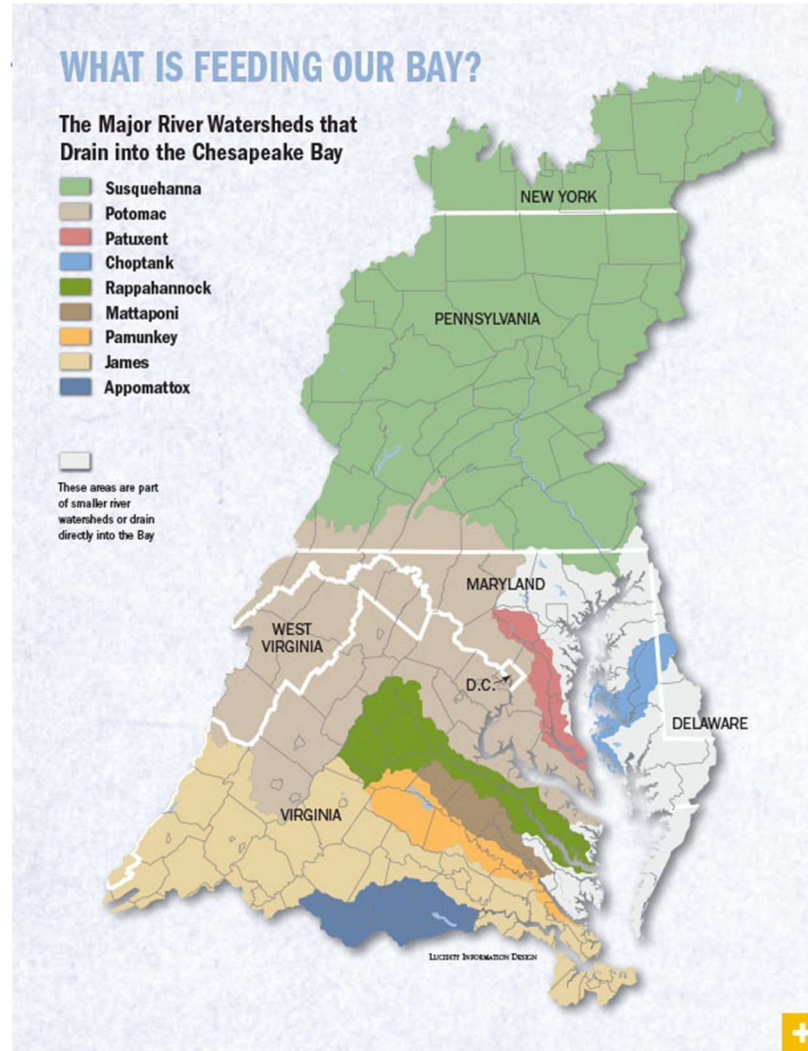 WHAT IS FEEDING OUR BAY?
The Major River Watersheds that
Drain into the Chesapeake Bay
Susquehanna
Potomac
Patuxent
Choptank
Rappahannock
Mattaponi
Pamunkey
James
Appomattox
These areas are part
of smaller river
watersheds or drain
directly into the Bay
NEW YORK
PENNSYLVANIA
MARYLAND
WEST
VIRGINIA
D.C.
DELAWARE
VIRGINIA
LUCIDITY INFORMATION DESIGN
+